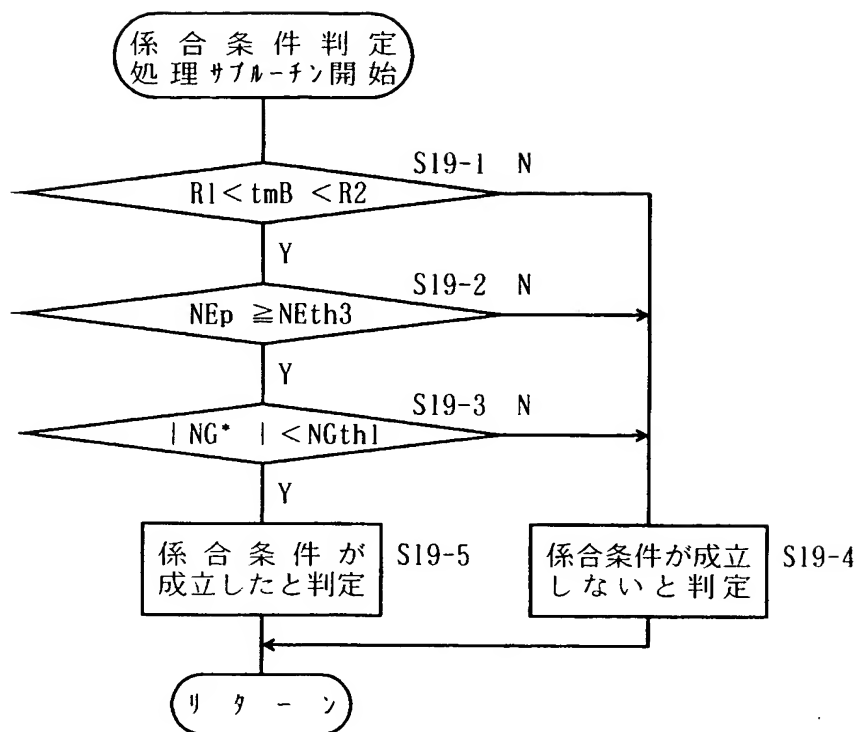 係合条件判定
処理サブルーチン開始
S19-1 N
R1<tmB <R2
Y
S19-2 N
NEp ≧NEth3
Y
S19-3 N
| NG* | <NGth1
Y
係合条件が
成立したと判定
S19-5
係合条件が成立
しないと判定
S19-4
リターン